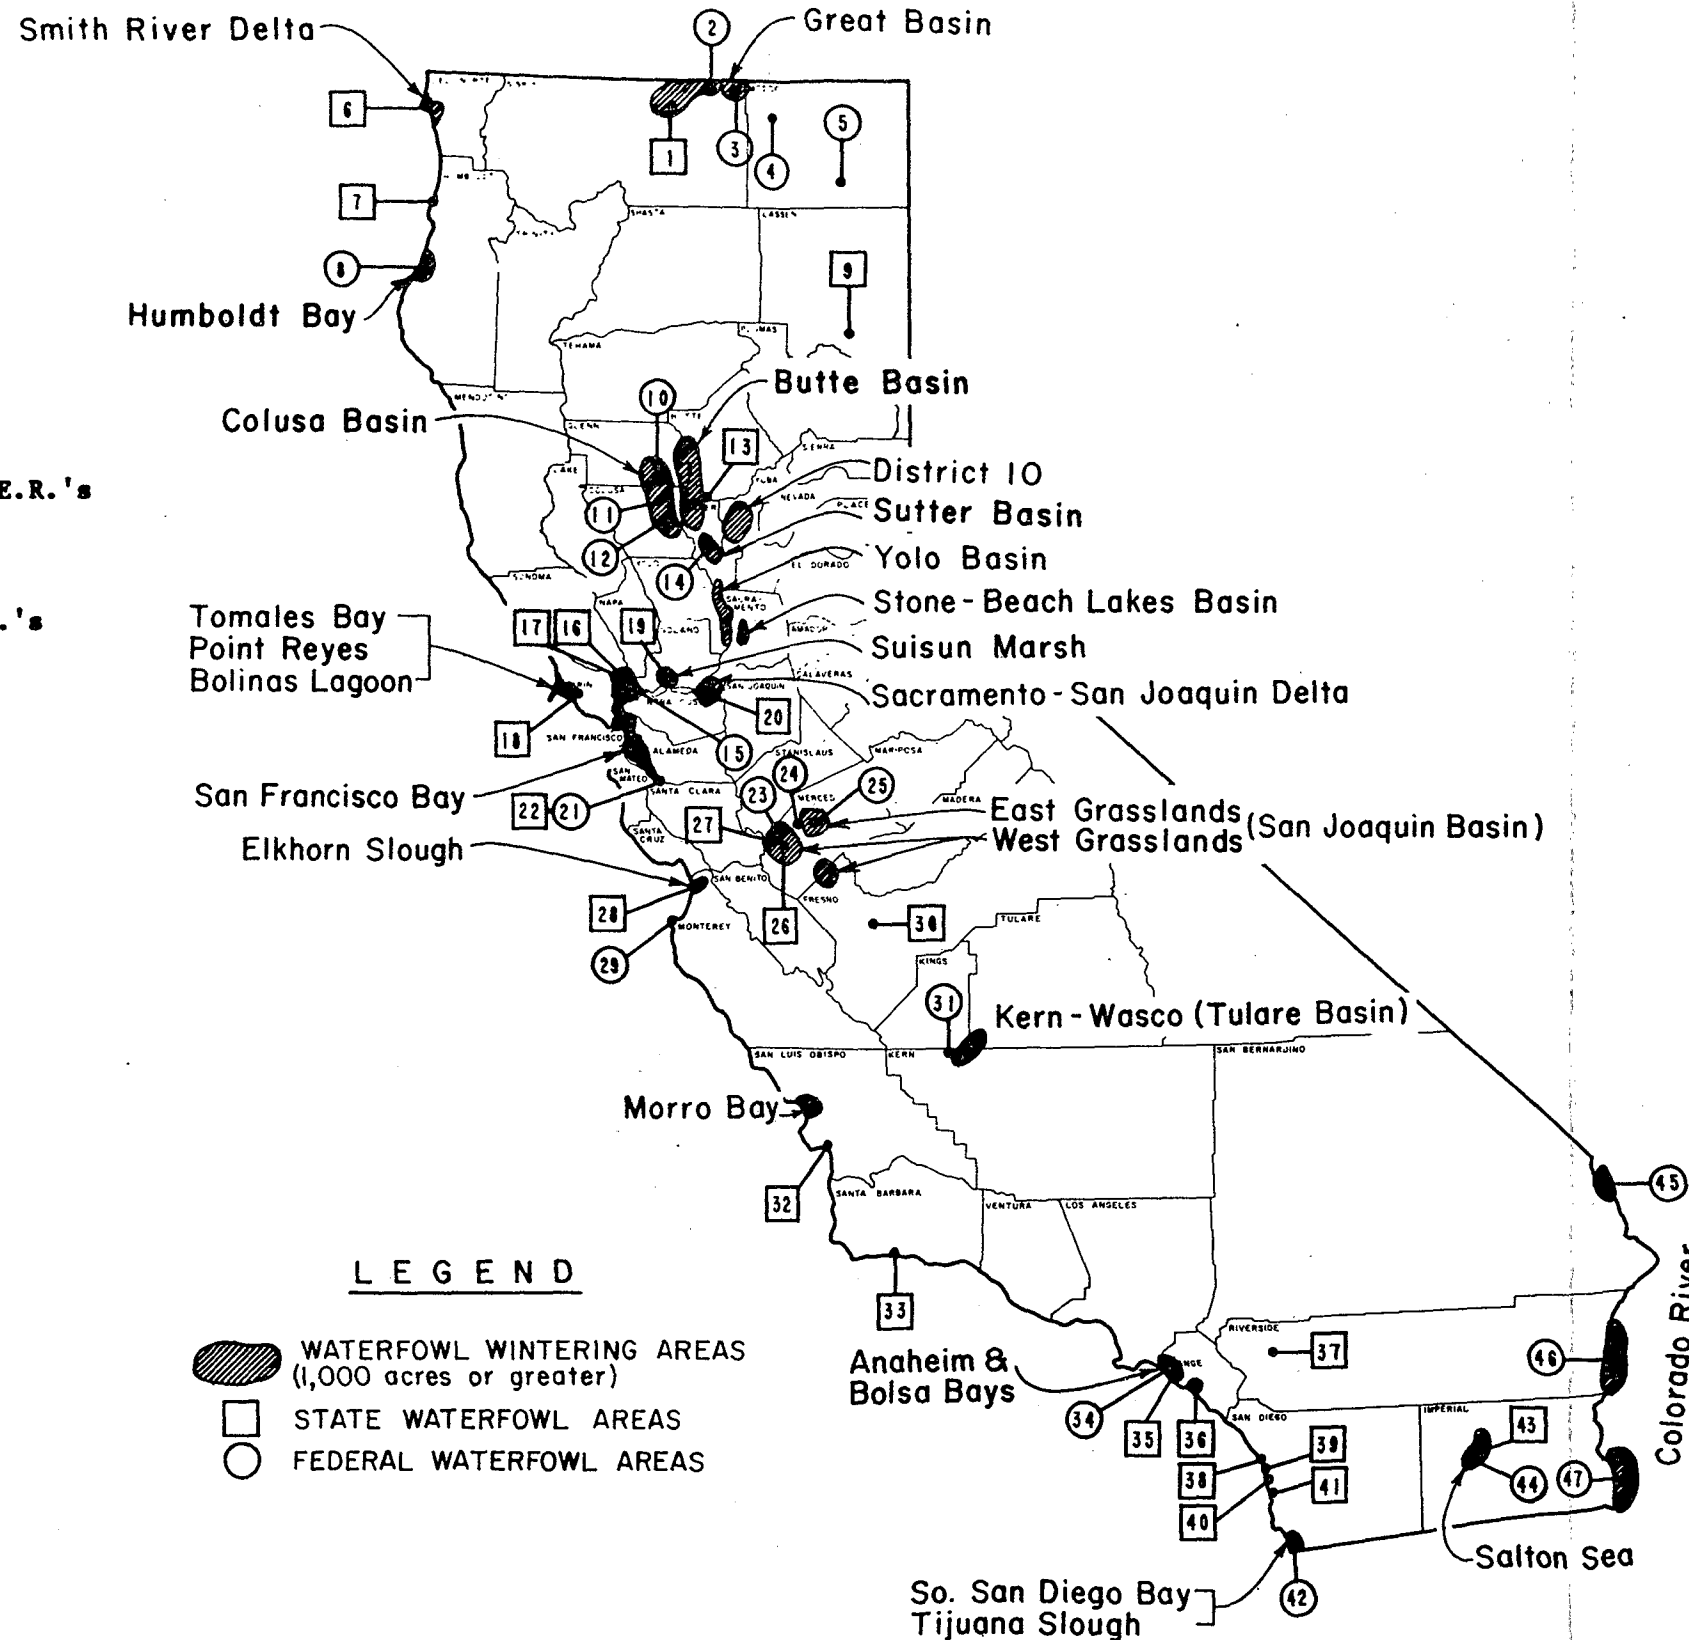 Smith River Delta
2
Great Basin
6
1
3
4
5
7
SHASTA
LASSEN
8
9
Humboldt Bay
TEHAMA
Butte Basin
10
Colusa Basin
GLENN
BUTTE
13
SIERRA
E.R.'s
LAKE
District 10
COLUSA
YUBA
NEVADA
11
Sutter Basin
12
14
YOLO
EL DORADO
Yolo Basin
SONOMA
NAPA
SACRA-
MENTO
Stone-Beach Lakes Basin
.'s
Tomales Bay
Point Reyes
Bolinas Lagoon
17
16
19
SOLANO
AMADOR
Suisun Marsh
CALAVERAS
SAN JOAQUIN
Sacramento-San Joaquin Delta
20
18
SAN FRANCISCO
ALAMEDA
15
STANISLAUS
MARIPOSA
SAN
MATEO
24
25
San Francisco Bay
SANTA CLARA
23
MERCED
MADERA
22
21
27
East Grasslands
West Grasslands
(San Joaquin Basin)
SANTA
CRUZ
Elkhorn Slough
SAN BENITO
FRESNO
28
26
30
TULARE
MONTEREY
29
KINGS
31
Kern-Wasco (Tulare Basin)
SAN LUIS OBISPO
KERN
SAN BERNARDINO
Morro Bay
32
SANTA BARBARA
VENTURA
LOS ANGELES
45
33
Colorado River
LEGEND
WATERFOWL WINTERING AREAS
(1,000 acres or greater)
STATE WATERFOWL AREAS
FEDERAL WATERFOWL AREAS
RIVERSIDE
37
46
Anaheim &
Bolsa Bays
34
35
36
SAN DIEGO
IMPERIAL
38
39
40
41
43
44
47
Salton Sea
So. San Diego Bay
Tijuana Slough
42